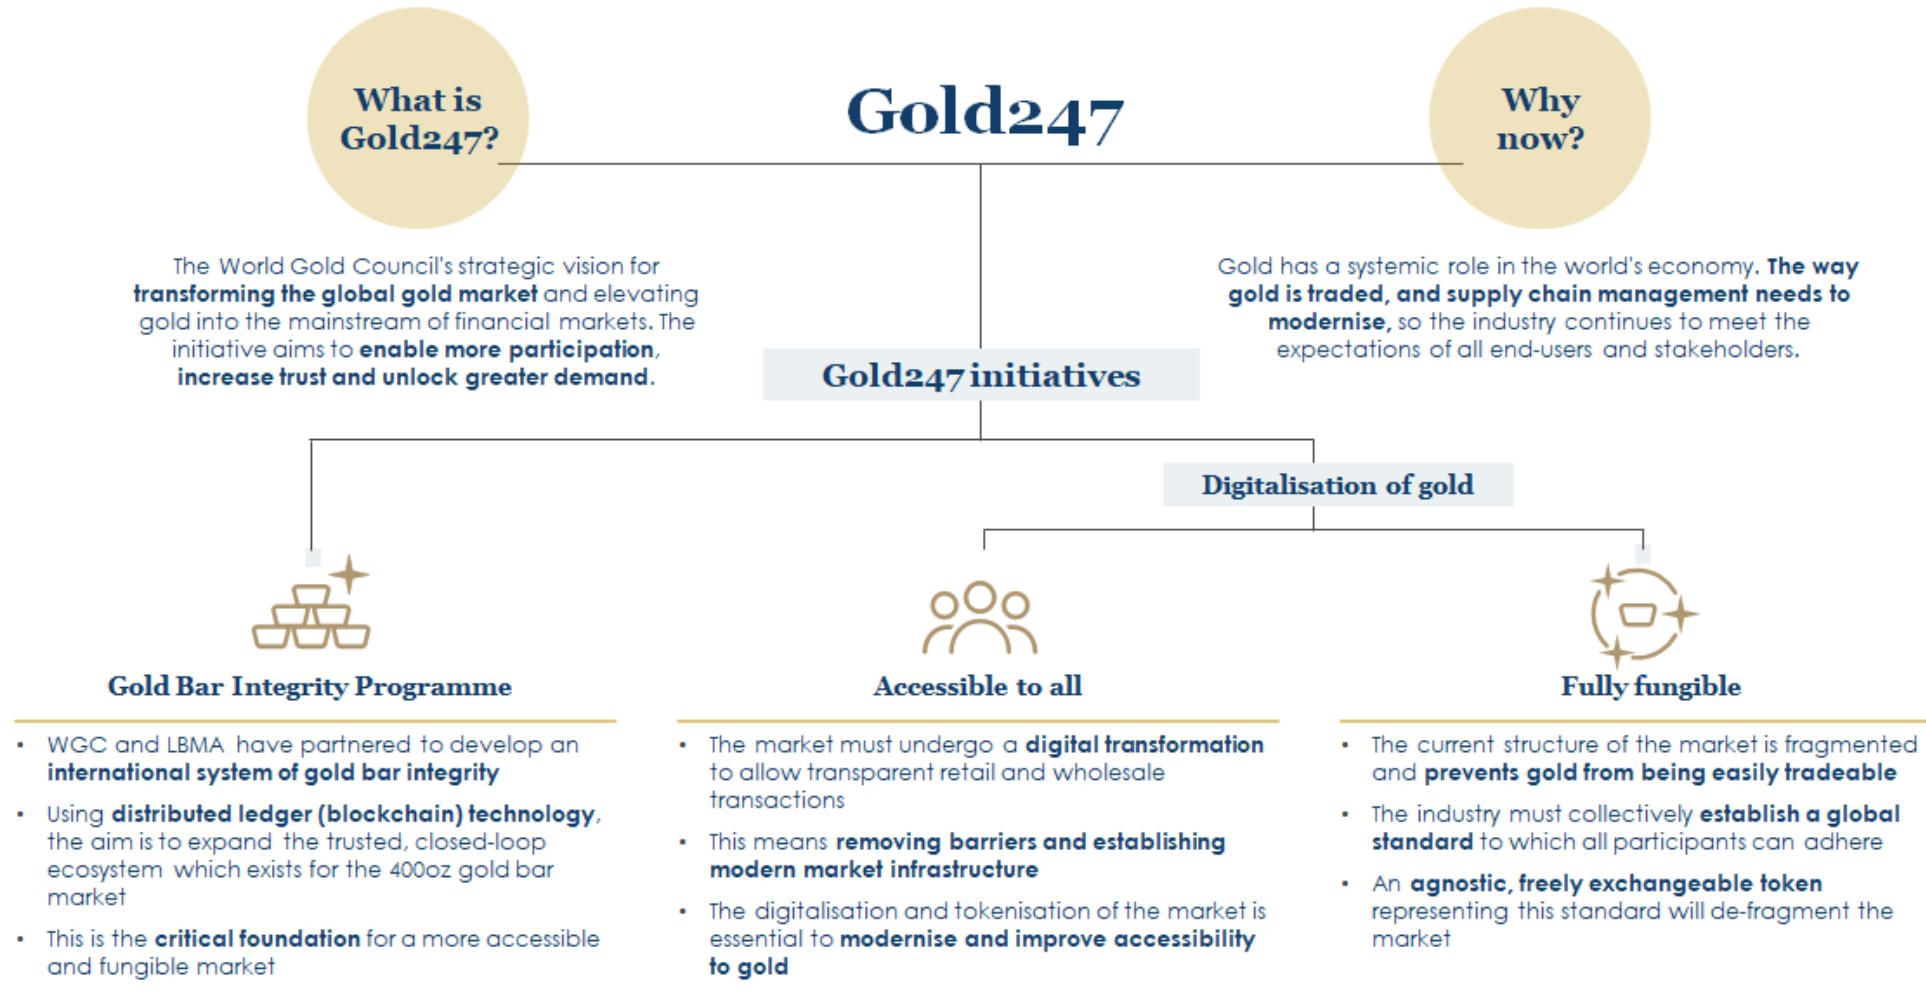 What is
Gold247?
Gold247
Why
now?
The World Gold Council's strategic vision for
transforming the global gold market and elevating
gold into the mainstream of financial markets. The
initiative aims to enable more participation,
increase trust and unlock greater demand.
Gold has a systemic role in the world's economy. The way
gold is traded, and supply chain management needs to
modernise, so the industry continues to meet the
expectations of all end-users and stakeholders.
Gold247 initiatives
Digitalisation of gold
Gold Bar Integrity Programme
• WGC and LBMA have partnered to develop an
international system of gold bar integrity
• Using distributed ledger (blockchain) technology,
the aim is to expand the trusted, closed-loop
ecosystem which exists for the 400oz gold bar
market
• This is the critical foundation for a more accessible
and fungible market
Accessible to all
• The market must undergo a digital transformation
to allow transparent retail and wholesale
transactions
• This means removing barriers and establishing
modern market infrastructure
• The digitalisation and tokenisation of the market is
essential to modernise and improve accessibility
to gold
Fully fungible
• The current structure of the market is fragmented
and prevents gold from being easily tradeable
• The industry must collectively establish a global
standard to which all participants can adhere
• An agnostic, freely exchangeable token
representing this standard will de-fragment the
market